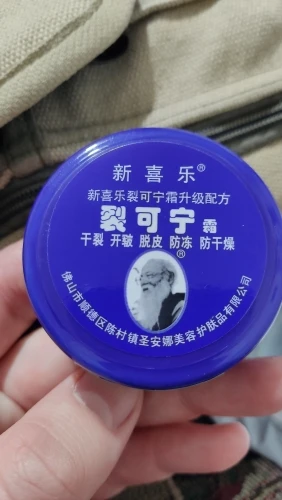 新喜乐®
新喜乐裂可宁霜升级配方
裂可宁霜
®
干裂 开皲 脱皮 防冻 防干燥
佛山市顺德区陈村镇圣安娜美容护肤品有限公司